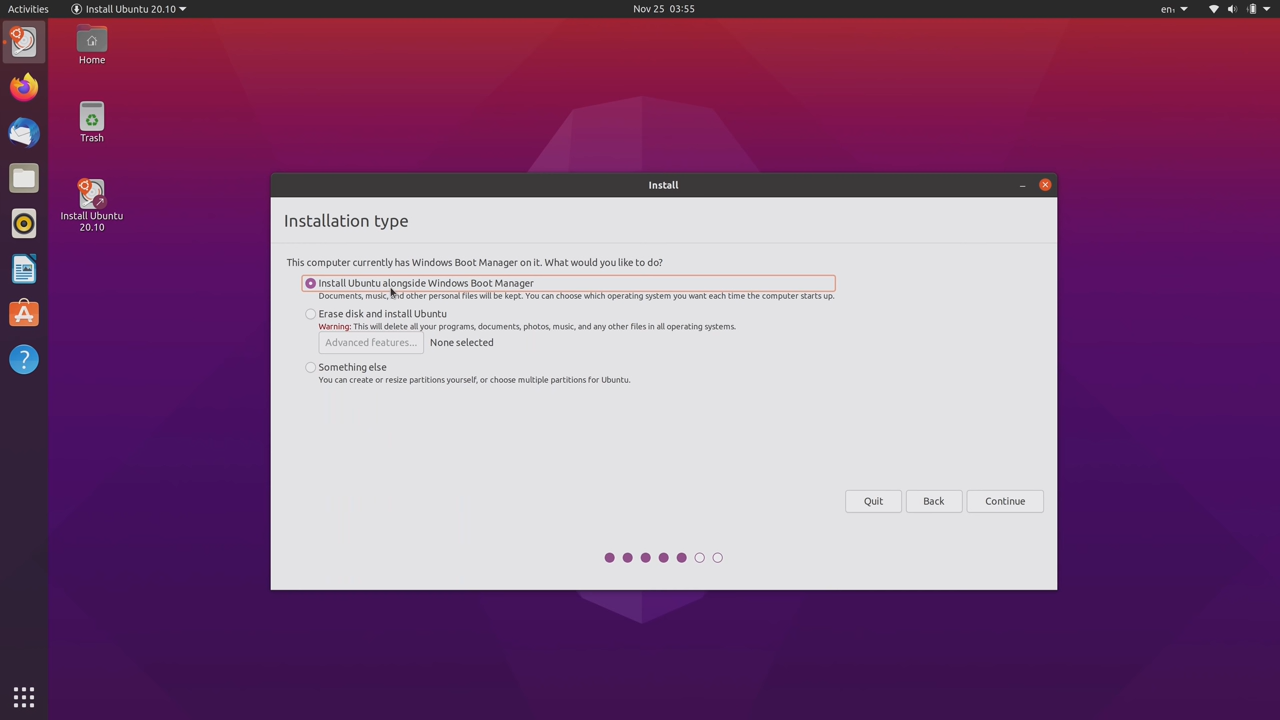 Activities
Install Ubuntu 20.10
Nov 25 03:55
en₁
Home
Trash
Install Ubuntu
20.10
Install
Installation type
This computer currently has Windows Boot Manager on it. What would you like to do?
Install Ubuntu alongside Windows Boot Manager
Documents, music, and other personal files will be kept. You can choose which operating system you want each time the computer starts up.
Erase disk and install Ubuntu
Warning: This will delete all your programs, documents, photos, music, and any other files in all operating systems.
Advanced features... None selected
Something else
You can create or resize partitions yourself, or choose multiple partitions for Ubuntu.
Quit Back Continue